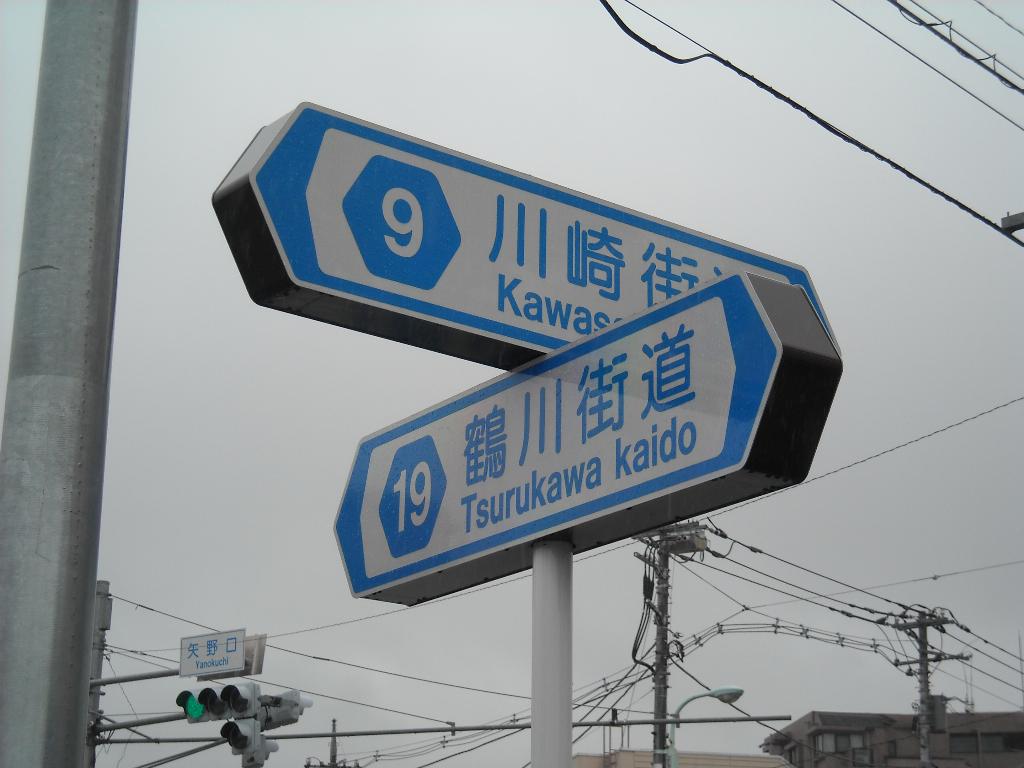 9 川崎街
Kawas
19 鶴川街道
Tsurukawa kaido
矢野口
Yanokuchi